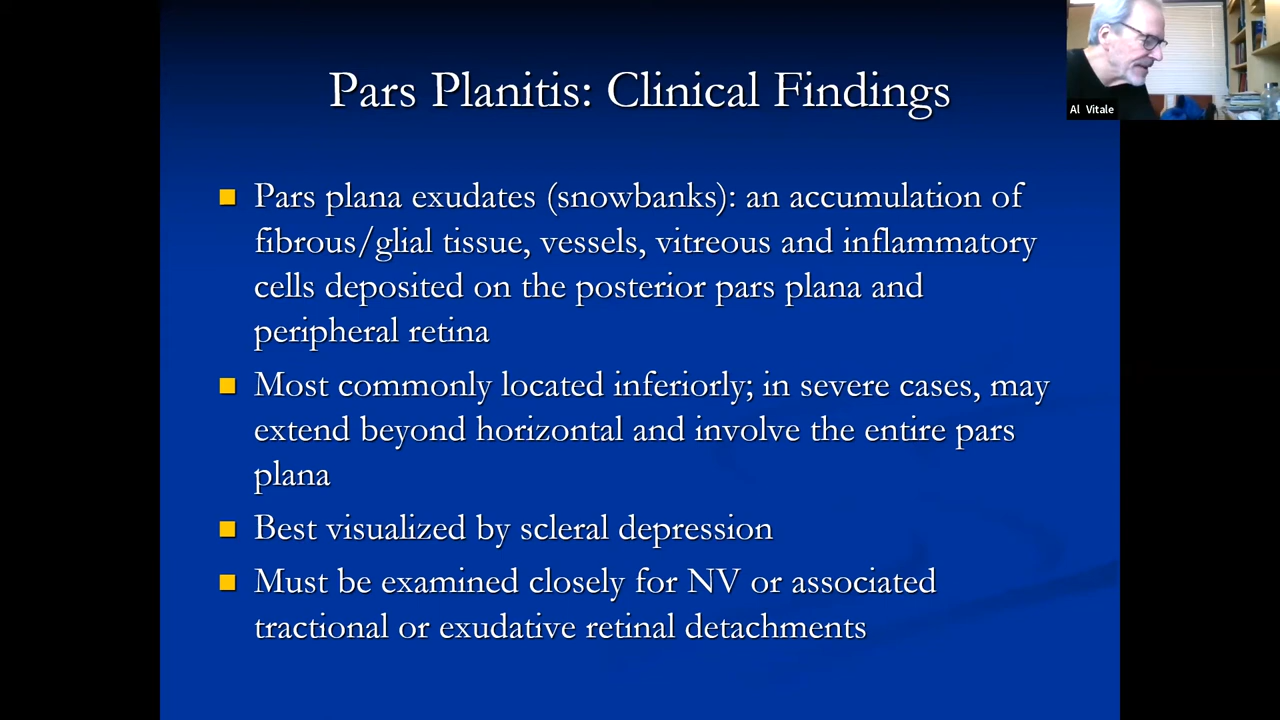 Pars Planitis: Clinical Findings
Al Vitale
Pars plana exudates (snowbanks): an accumulation of
fibrous/glial tissue, vessels, vitreous and inflammatory
cells deposited on the posterior pars plana and
peripheral retina
Most commonly located inferiorly; in severe cases, may
extend beyond horizontal and involve the entire pars
plana
Best visualized by scleral depression
Must be examined closely for NV or associated
tractional or exudative retinal detachments